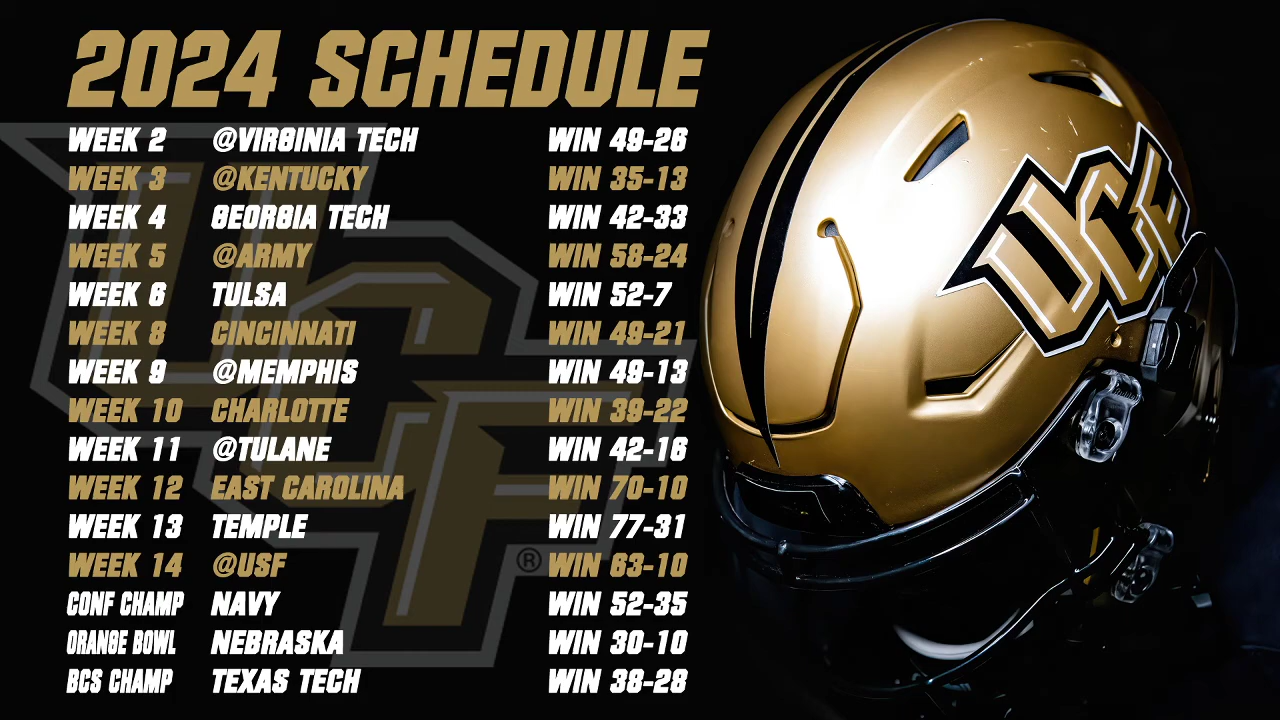 2024 SCHEDULE
WEEK 2 @VIRGINIA TECH WIN 49-26
WEEK 3 @KENTUCKY WIN 35-13
WEEK 4 GEORGIA TECH WIN 42-33
WEEK 5 @ARMY WIN 58-24
WEEK 6 TULSA WIN 52-7
WEEK 8 CINCINNATI WIN 49-21
WEEK 9 @MEMPHIS WIN 49-13
WEEK 10 CHARLOTTE WIN 39-22
WEEK 11 @TULANE WIN 42-16
WEEK 12 EAST CAROLINA WIN 70-10
WEEK 13 TEMPLE WIN 77-31
WEEK 14 @USF WIN 63-10
CONF CHAMP NAVY WIN 52-35
ORANGE BOWL NEBRASKA WIN 30-10
BCS CHAMP TEXAS TECH WIN 38-28
UCF ®
UCF